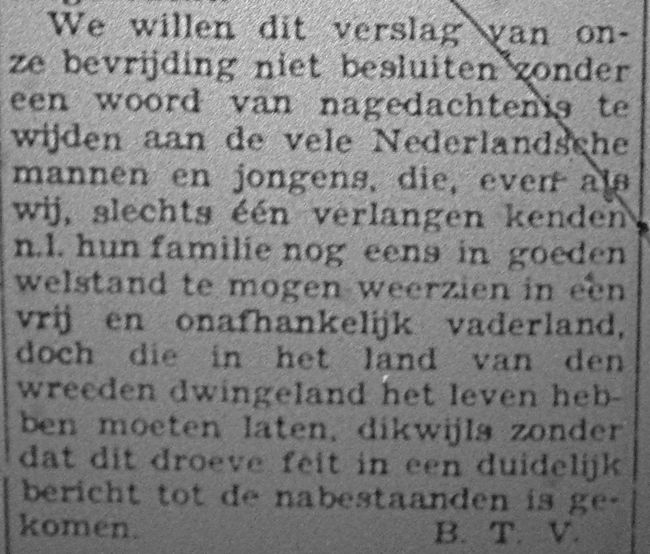 We willen dit verslag van on-
ze bevrijding niet besluiten zonder
een woord van nagedachtenis te
wijden aan de vele Nederlandsche
mannen en jongens, die, even als
wij, slechts één verlangen kenden
n.l. hun familie nog eens in goeden
welstand te mogen weerzien in een
vrij en onafhankelijk vaderland,
doch die in het land van den
wreeden dwingeland het leven heb-
ben moeten laten, dikwijls zonder
dat dit droeve feit in een duidelijk
bericht tot de nabestaanden is ge-
komen. B. T. V.